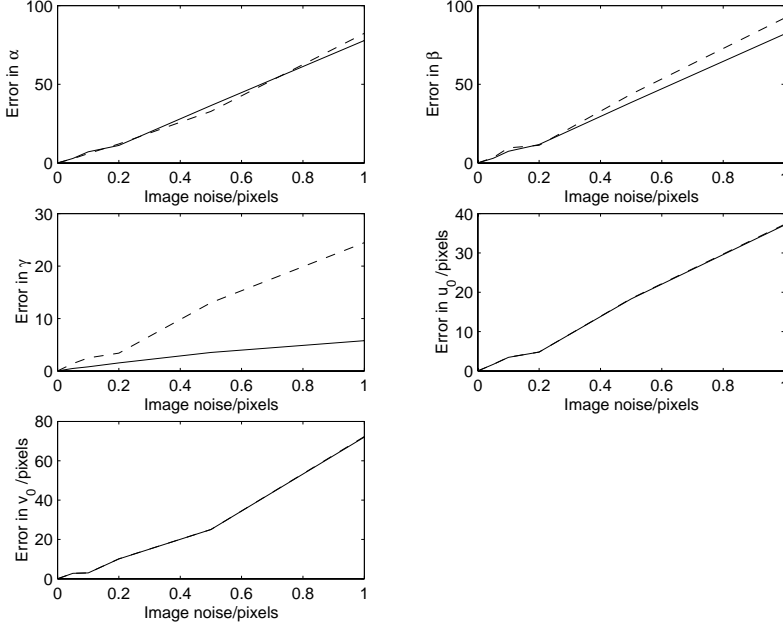 100
50
0
Error in α
0 0.2 0.4 0.6 0.8 1
Image noise/pixels
100
50
0
Error in β
0 0.2 0.4 0.6 0.8 1
Image noise/pixels
30
20
10
0
Error in γ
0 0.2 0.4 0.6 0.8 1
Image noise/pixels
40
30
20
10
0
Error in u₀/pixels
0 0.2 0.4 0.6 0.8 1
Image noise/pixels
80
60
40
20
0
Error in v₀/pixels
0 0.2 0.4 0.6 0.8 1
Image noise/pixels